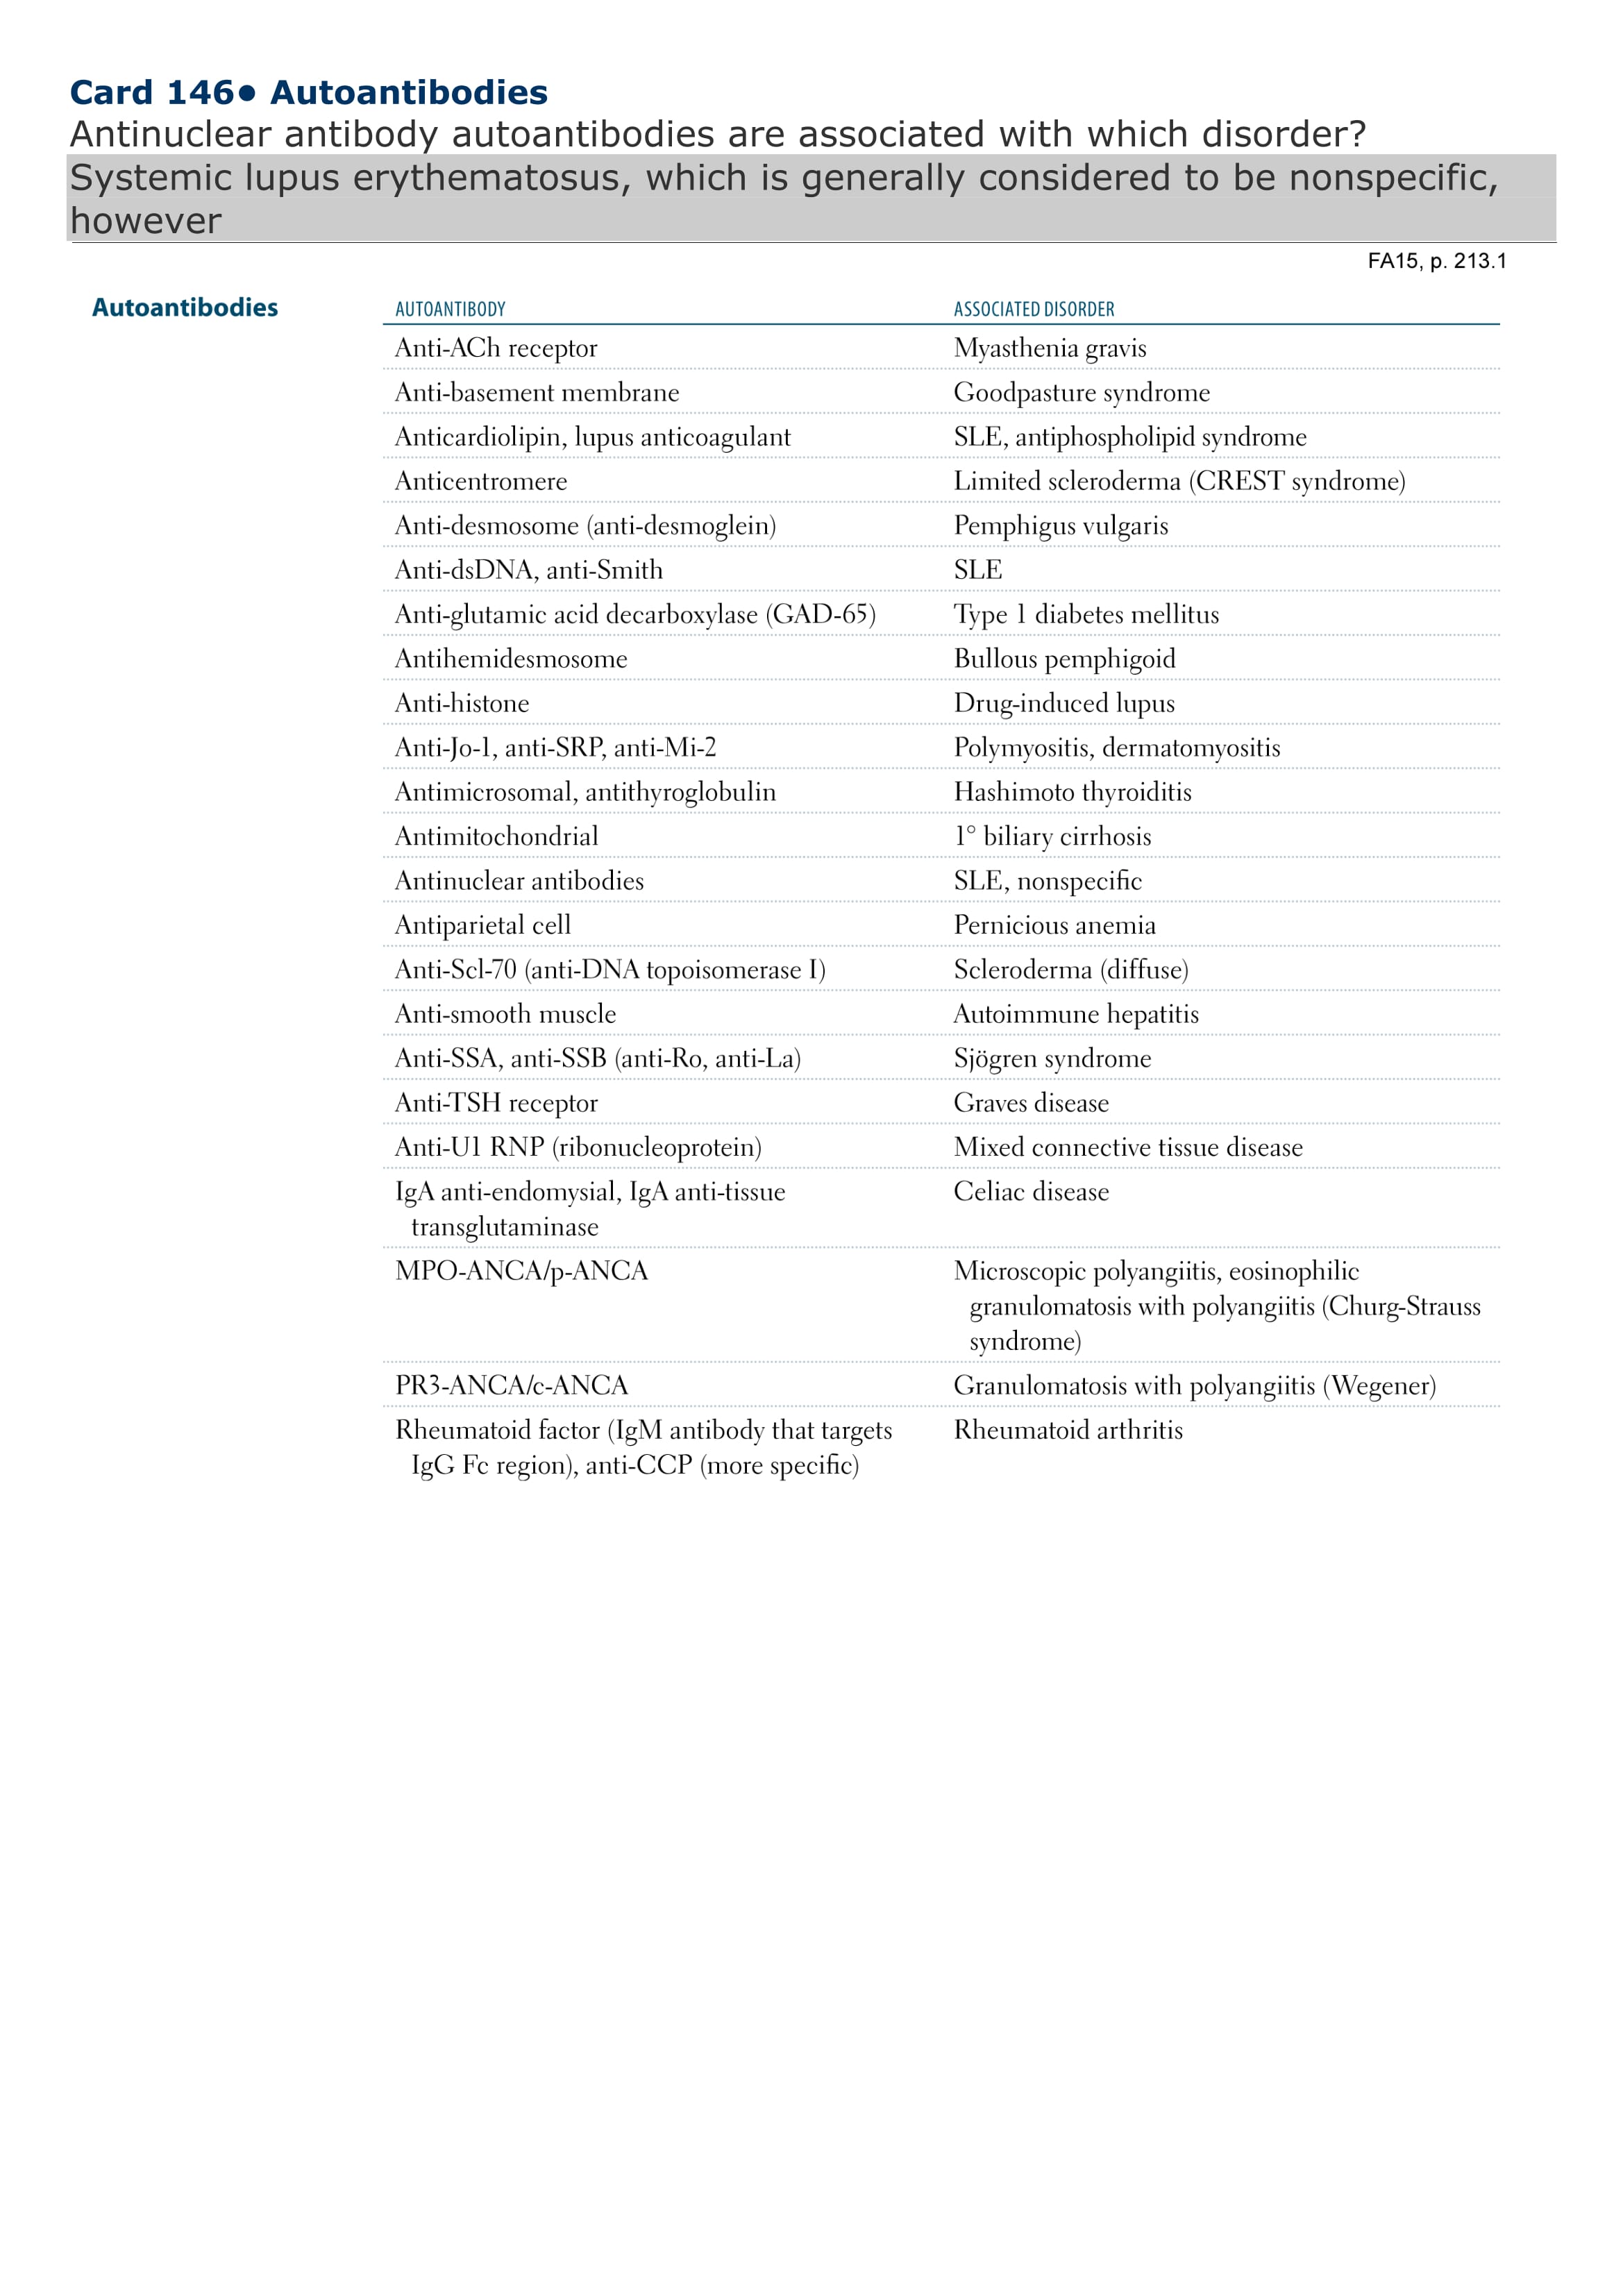 Card 146• Autoantibodies
Antinuclear antibody autoantibodies are associated with which disorder?
Systemic lupus erythematosus, which is generally considered to be nonspecific,
however
FA15, p. 213.1
Autoantibodies
AUTOANTIBODY ASSOCIATED DISORDER
Anti-ACh receptor Myasthenia gravis
Anti-basement membrane Goodpasture syndrome
Anticardiolipin, lupus anticoagulant SLE, antiphospholipid syndrome
Anticentromere Limited scleroderma (CREST syndrome)
Anti-desmosome (anti-desmoglein) Pemphigus vulgaris
Anti-dsDNA, anti-Smith SLE
Anti-glutamic acid decarboxylase (GAD-65) Type 1 diabetes mellitus
Antihemidesmosome Bullous pemphigoid
Anti-histone Drug-induced lupus
Anti-Jo-1, anti-SRP, anti-Mi-2 Polymyositis, dermatomyositis
Antimicrosomal, antithyroglobulin Hashimoto thyroiditis
Antimitochondrial 1° biliary cirrhosis
Antinuclear antibodies SLE, nonspecific
Antiparietal cell Pernicious anemia
Anti-Scl-70 (anti-DNA topoisomerase I) Scleroderma (diffuse)
Anti-smooth muscle Autoimmune hepatitis
Anti-SSA, anti-SSB (anti-Ro, anti-La) Sjögren syndrome
Anti-TSH receptor Graves disease
Anti-U1 RNP (ribonucleoprotein) Mixed connective tissue disease
IgA anti-endomysial, IgA anti-tissue Celiac disease
transglutaminase
MPO-ANCA/p-ANCA Microscopic polyangiitis, eosinophilic
granulomatosis with polyangiitis (Churg-Strauss
syndrome)
PR3-ANCA/c-ANCA Granulomatosis with polyangiitis (Wegener)
Rheumatoid factor (IgM antibody that targets Rheumatoid arthritis
IgG Fc region), anti-CCP (more specific)